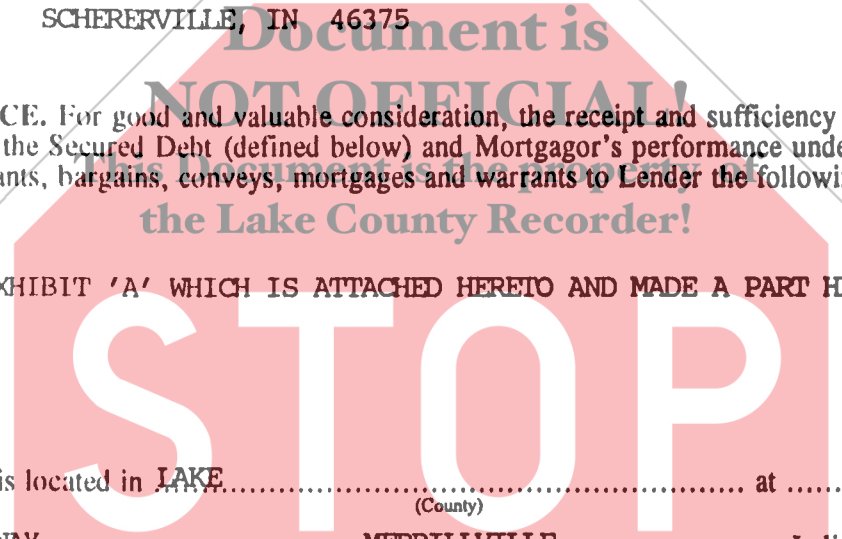 SCHERERVILLE, IN 46375
Document is
NOT OFFICIAL!
CE. For good and valuable consideration, the receipt and sufficiency
the Secured Debt (defined below) and Mortgagor's performance unde
This Document is the property of
ants, bargains, conveys, mortgages and warrants to Lender the followi
the Lake County Recorder!
XHIBIT 'A' WHICH IS ATTACHED HERETO AND MADE A PART H
STOP
is located in LAKE at
(County)
MERRILLVILLE